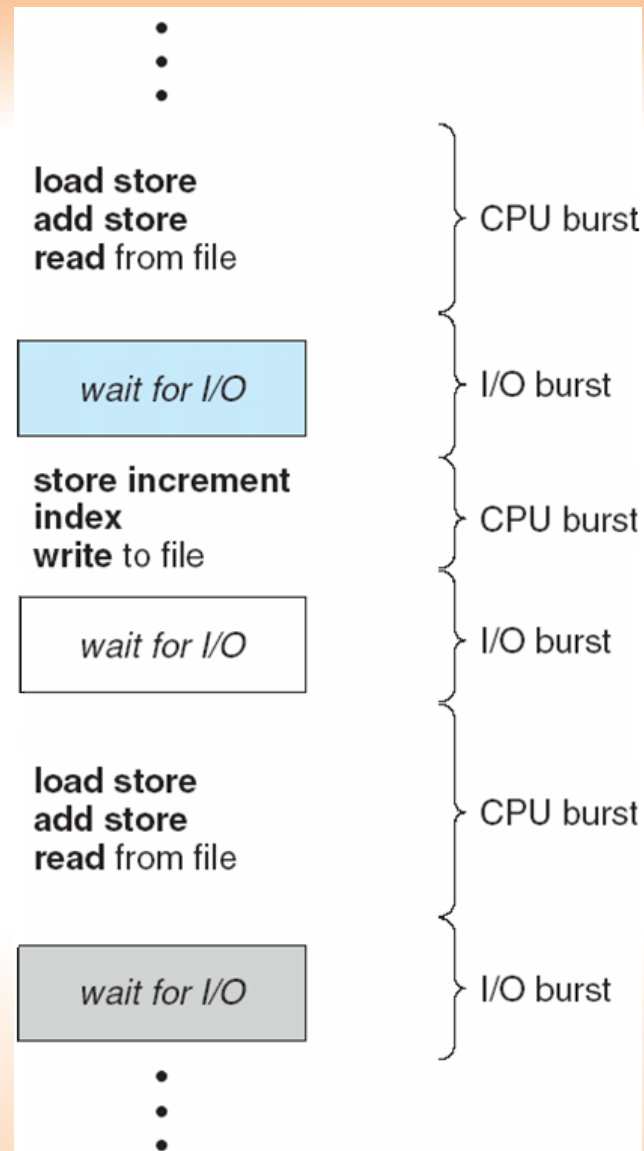 load store
add store
read from file
CPU burst
wait for I/O
I/O burst
store increment
index
write to file
CPU burst
wait for I/O
I/O burst
load store
add store
read from file
CPU burst
wait for I/O
I/O burst